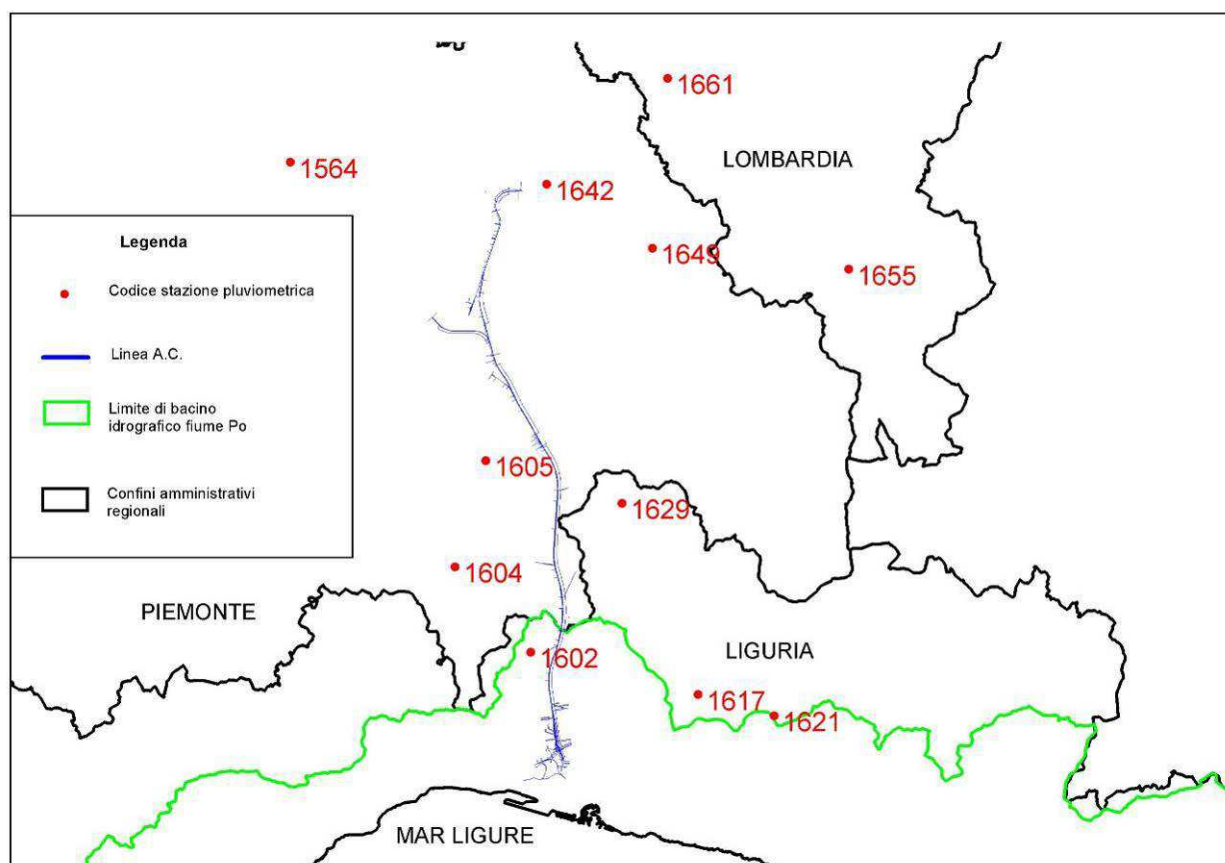 1661
LOMBARDIA
1564
1642
Legenda
1649
1655
Codice stazione pluviometrica
Linea A.C.
Limite di bacino
idrografico fiume Po
1605
Confini amministrativi
regionali
1629
1604
PIEMONTE
1602
LIGURIA
1617
1621
MAR LIGURE